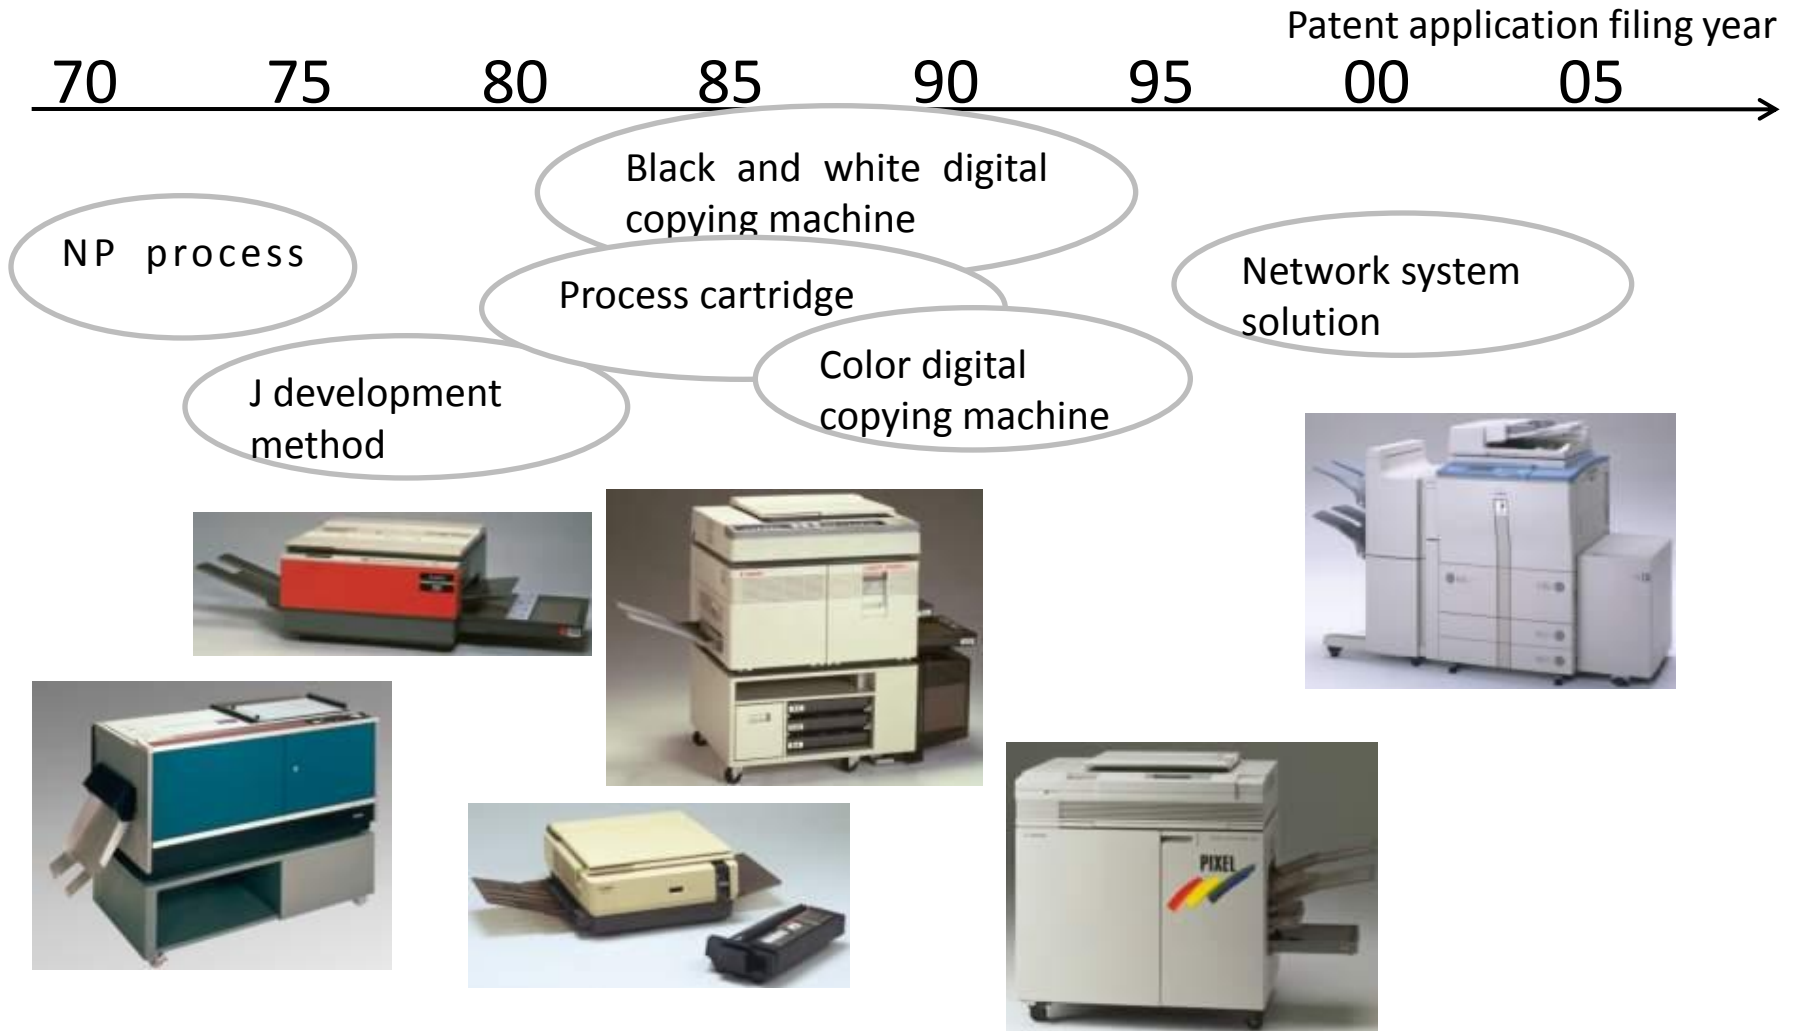 Patent application filing year
70 75 80 85 90 95 00 05
Black and white digital
copying machine
NP process
Network system
solution
Process cartridge
Color digital
copying machine
J development
method
PIXEL